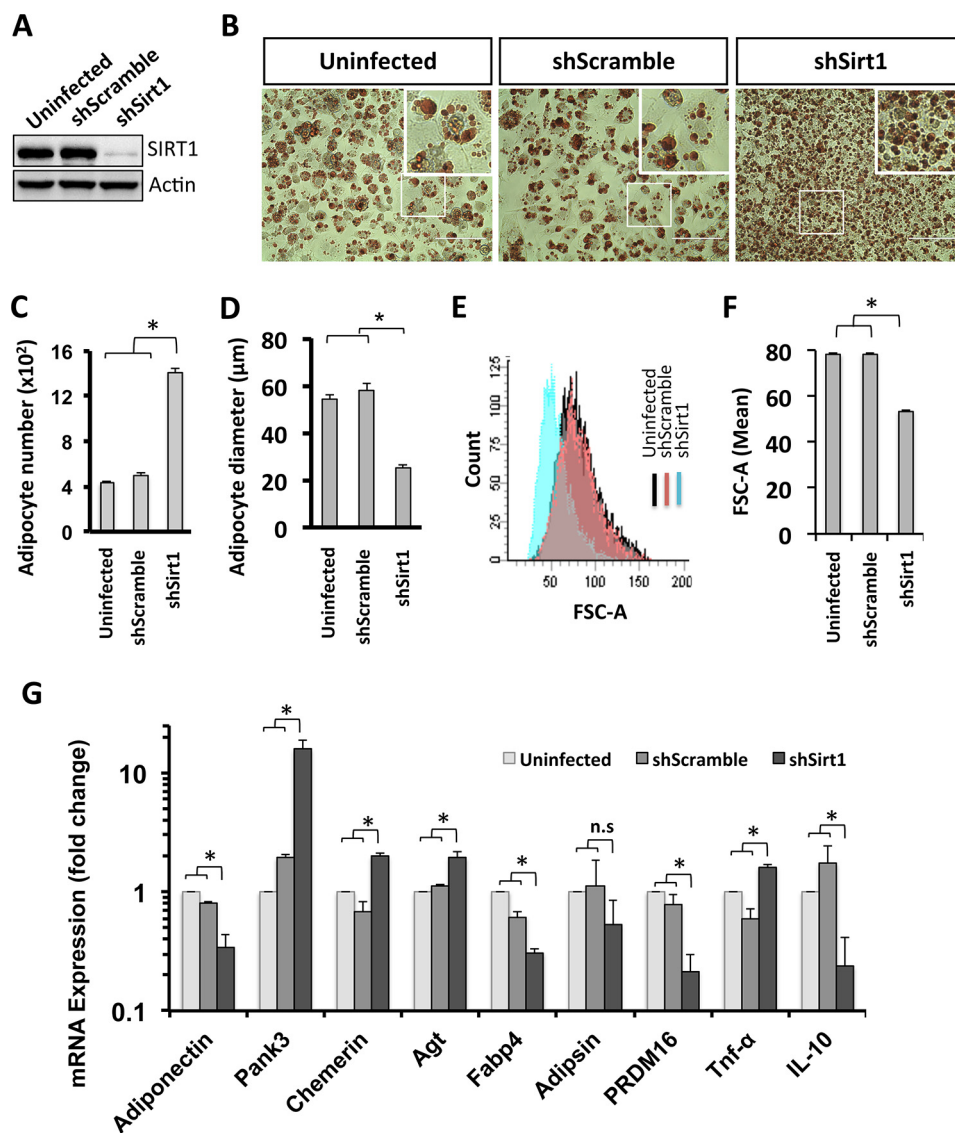 A
Uninfected
shScramble
shSirt1
SIRT1
Actin
B
Uninfected
shScramble
shSirt1
C
Adipocyte number (x10²)
16
12
8
4
0
*
Uninfected
shScramble
shSirt1
D
Adipocyte diameter (µm)
80
60
40
20
0
*
Uninfected
shScramble
shSirt1
E
Count
125
100
75
50
25
0
50
100
150
200
FSC-A
Uninfected
shScramble
shSirt1
F
FSC-A (Mean)
80
60
40
20
0
*
Uninfected
shScramble
shSirt1
G
mRNA Expression (fold change)
10
1
0.1
Uninfected
shScramble
shSirt1
*
*
*
*
*
n.s
*
*
*
Adiponectin
Pank3
Chemerin
Agt
Fabp4
Adipsin
PRDM16
Tnf-α
IL-10